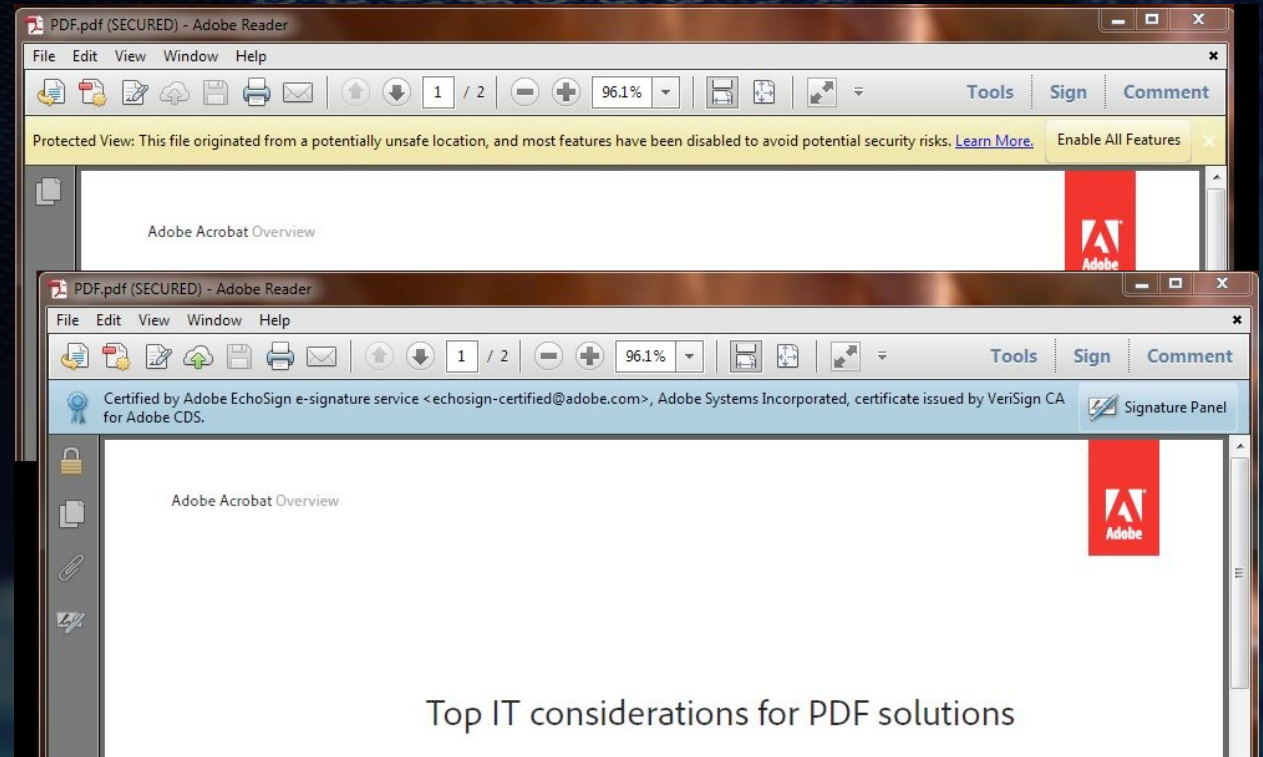 PDF.pdf (SECURED) - Adobe Reader
File Edit View Window Help
1 / 2 96.1% Tools Sign Comment
Protected View: This file originated from a potentially unsafe location, and most features have been disabled to avoid potential security risks. Learn More. Enable All Features
Adobe Acrobat Overview
Adobe
PDF.pdf (SECURED) - Adobe Reader
File Edit View Window Help
1 / 2 96.1% Tools Sign Comment
Certified by Adobe EchoSign e-signature service <echosign-certified@adobe.com>, Adobe Systems Incorporated, certificate issued by VeriSign CA
for Adobe CDS.
Signature Panel
Adobe Acrobat Overview
Adobe
Top IT considerations for PDF solutions